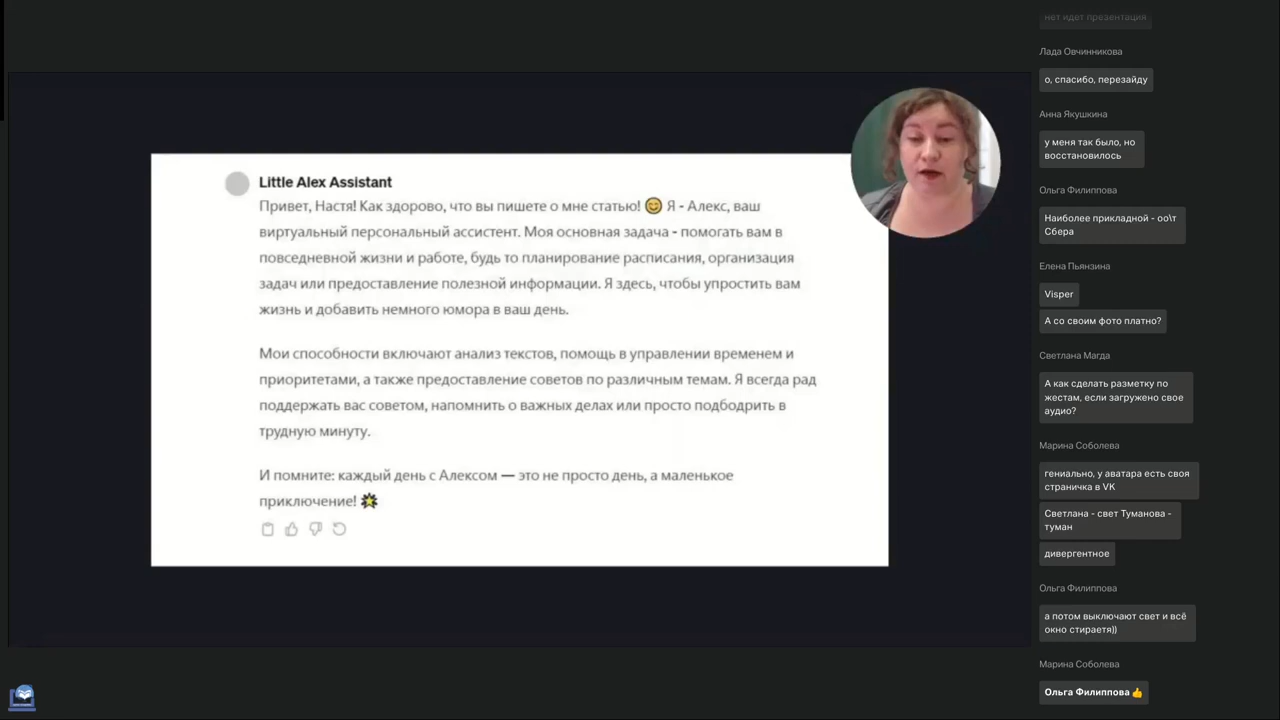 Little Alex Assistant
Привет, Настя! Как здорово, что вы пишете о мне статью! 😊 Я - Алекс, ваш
виртуальный персональный ассистент. Моя основная задача - помогать вам в
повседневной жизни и работе, будь то планирование расписания, организация
задач или предоставление полезной информации. Я здесь, чтобы упростить вам
жизнь и добавить немного юмора в ваш день.
Мои способности включают анализ текстов, помощь в управлении временем и
приоритетами, а также предоставление советов по различным темам. Я всегда рад
поддержать вас советом, напомнить о важных делах или просто подбодрить в
трудную минуту.
И помните: каждый день с Алексом — это не просто день, а маленькое
приключение! 🌟
нет идет презентация
Лада Овчинникова
о, спасибо, перезайду
Анна Якушкина
у меня так было, но
восстановилось
Ольга Филиппова
Наиболее прикладной - оо\т
Сбера
Елена Пьянзина
Visper
А со своим фото платно?
Светлана Магда
А как сделать разметку по
жестам, если загружено свое
аудио?
Марина Соболева
гениально, у аватара есть своя
страничка в VK
Светлана - свет Туманова -
туман
дивергентное
Ольга Филиппова
а потом выключают свет и всё
окно стираетя))
Марина Соболева
Ольга Филиппова 👍